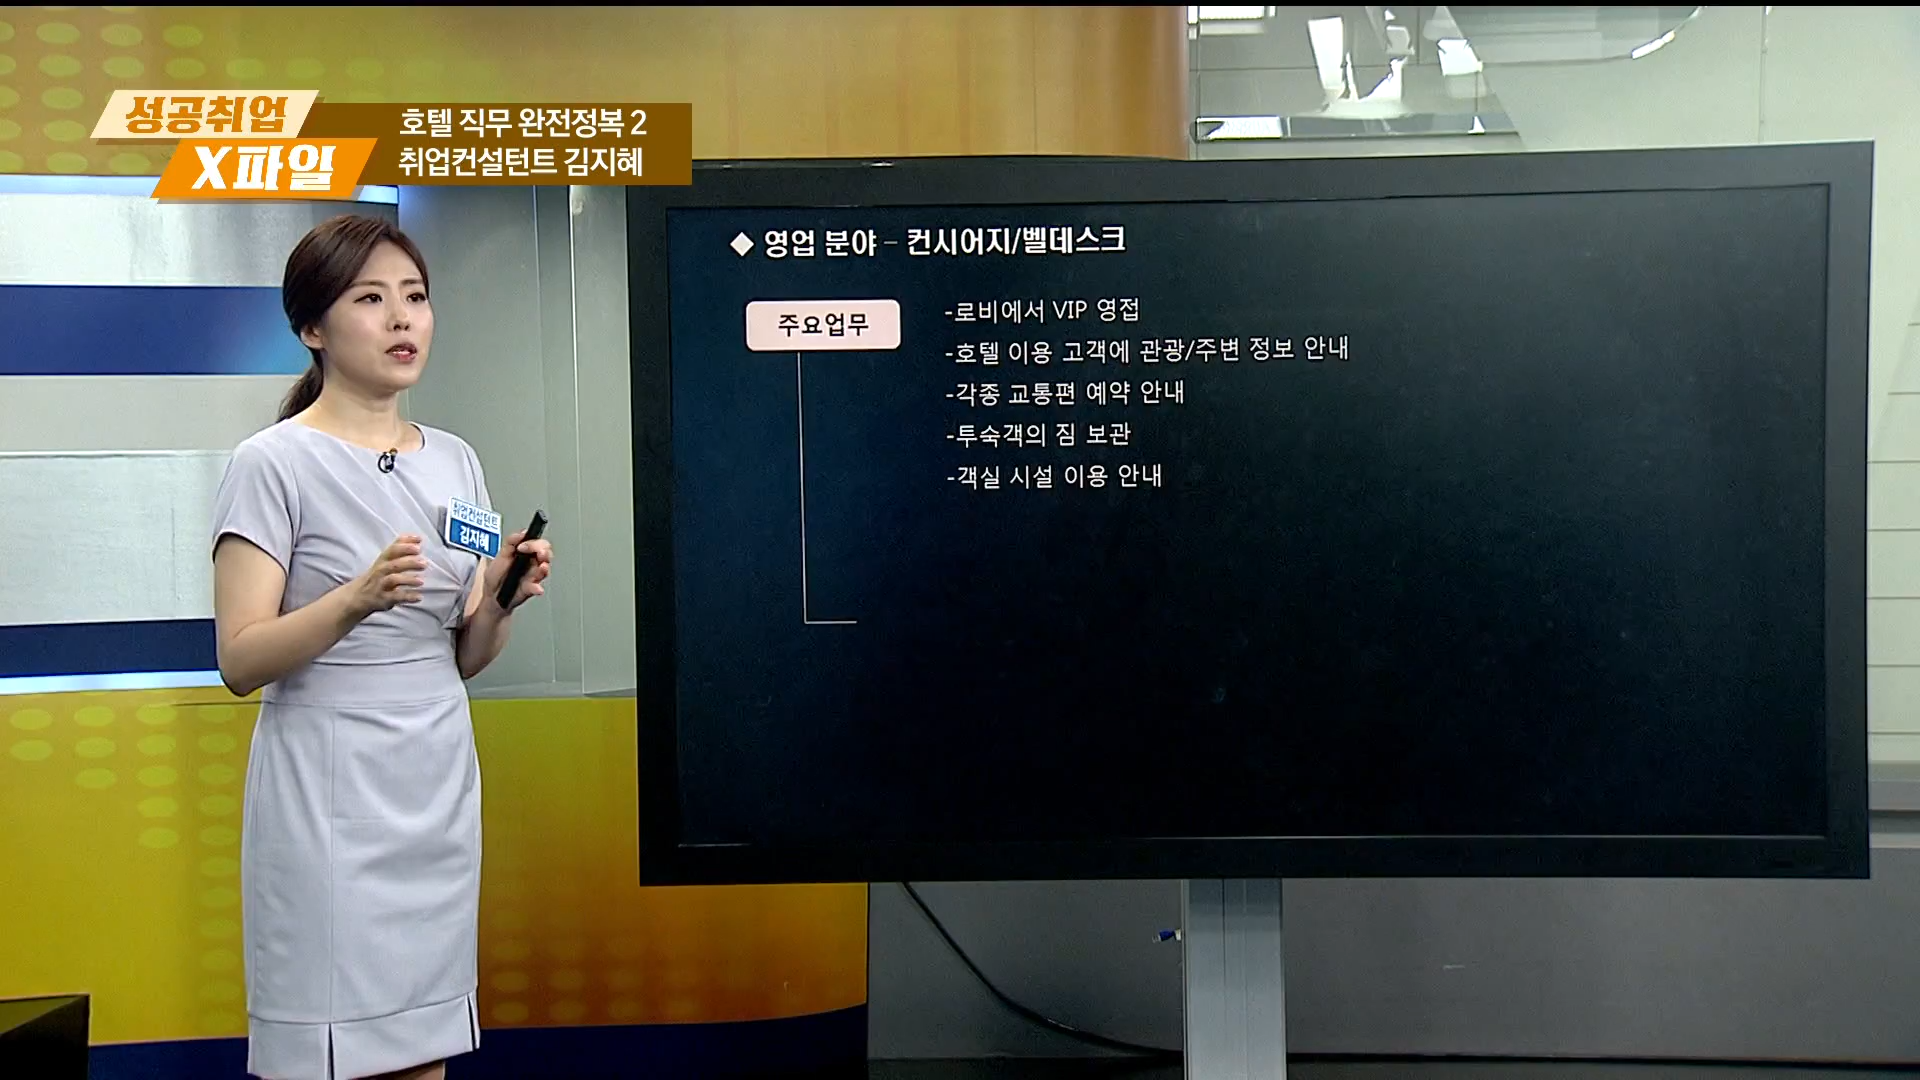 성공취업
X파일
호텔 직무 완전정복 2
취업컨설턴트 김지혜
◆ 영업 분야 - 컨시어지/벨데스크
주요업무
-로비에서 VIP 영접
-호텔 이용 고객에 관광/주변 정보 안내
-각종 교통편 예약 안내
-투숙객의 짐 보관
-객실 시설 이용 안내
취업컨설턴트
김지혜